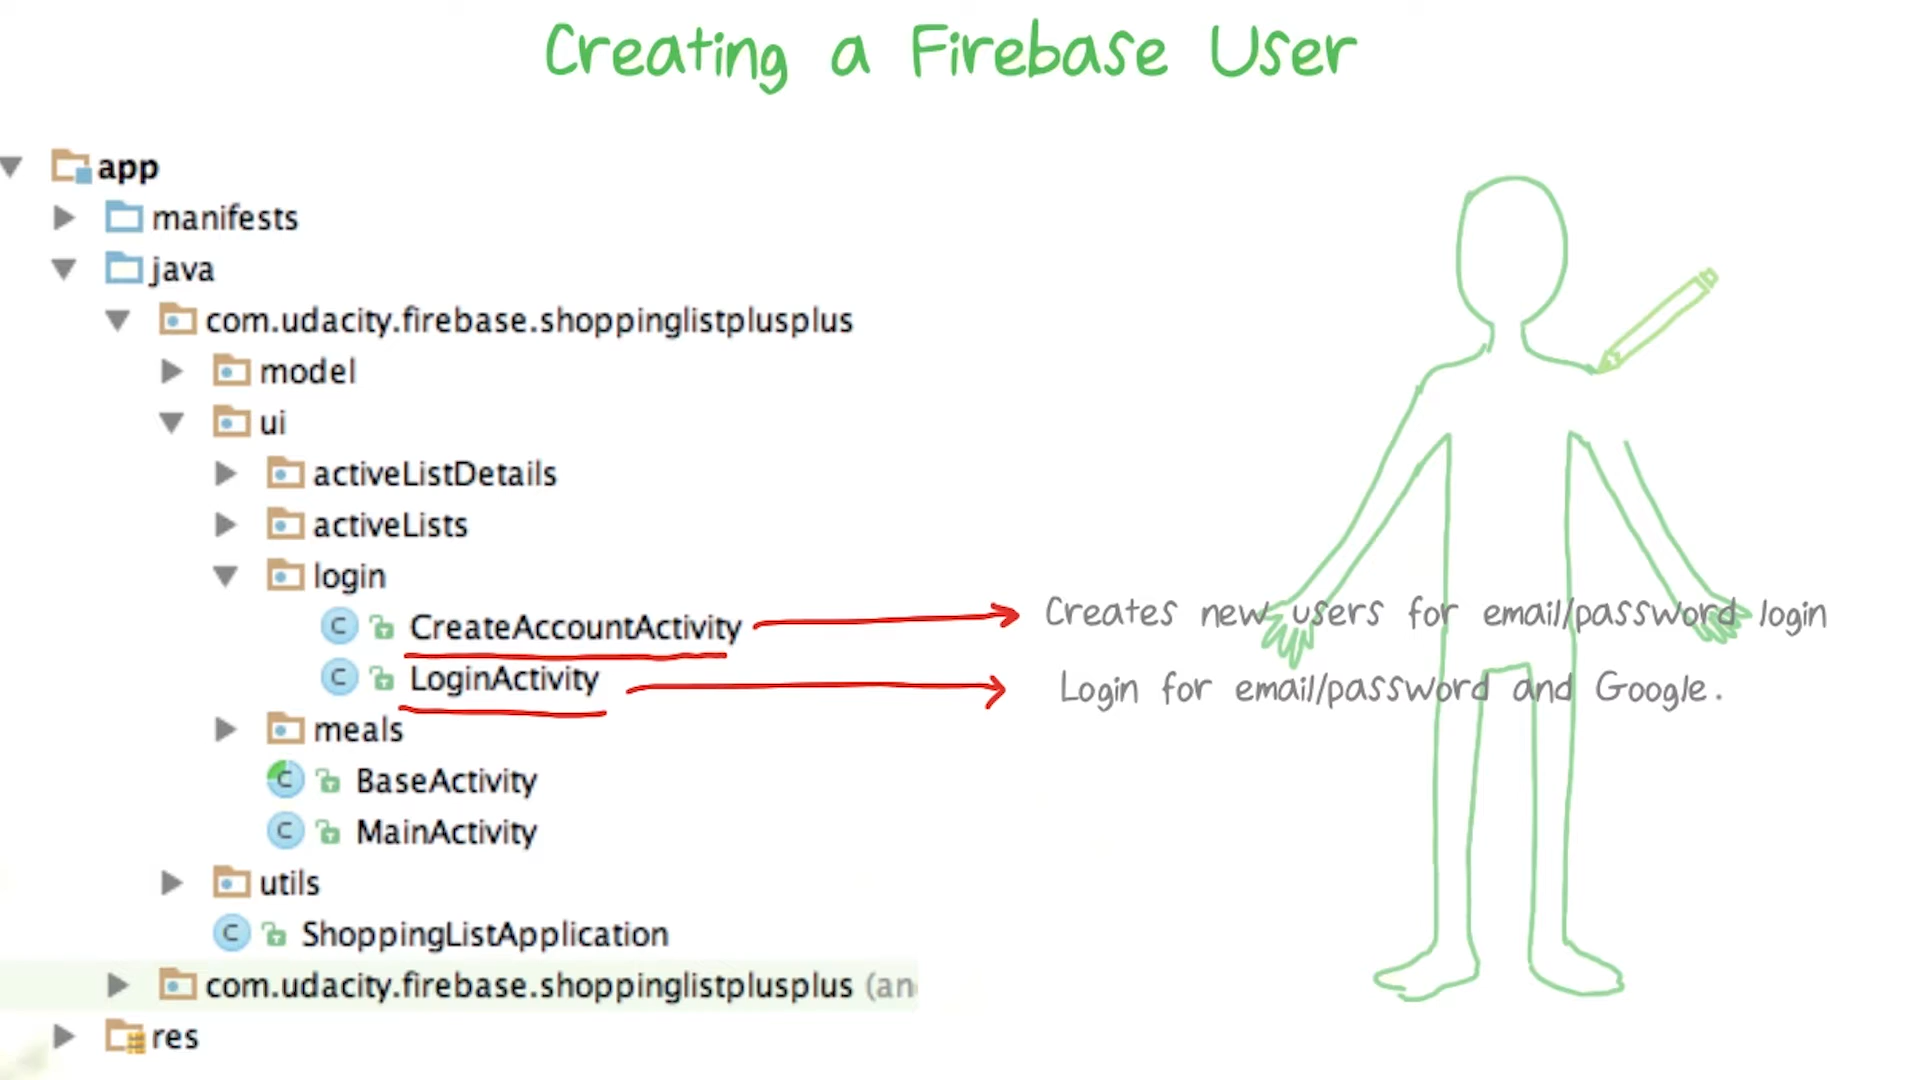 Creating a Firebase User
app
manifests
java
com.udacity.firebase.shoppinglistplusplus
model
ui
activeListDetails
activeLists
login
CreateAccountActivity
Creates new users for email/password login
LoginActivity
Login for email/password and Google.
meals
BaseActivity
MainActivity
utils
ShoppingListApplication
com.udacity.firebase.shoppinglistplusplus (an
res